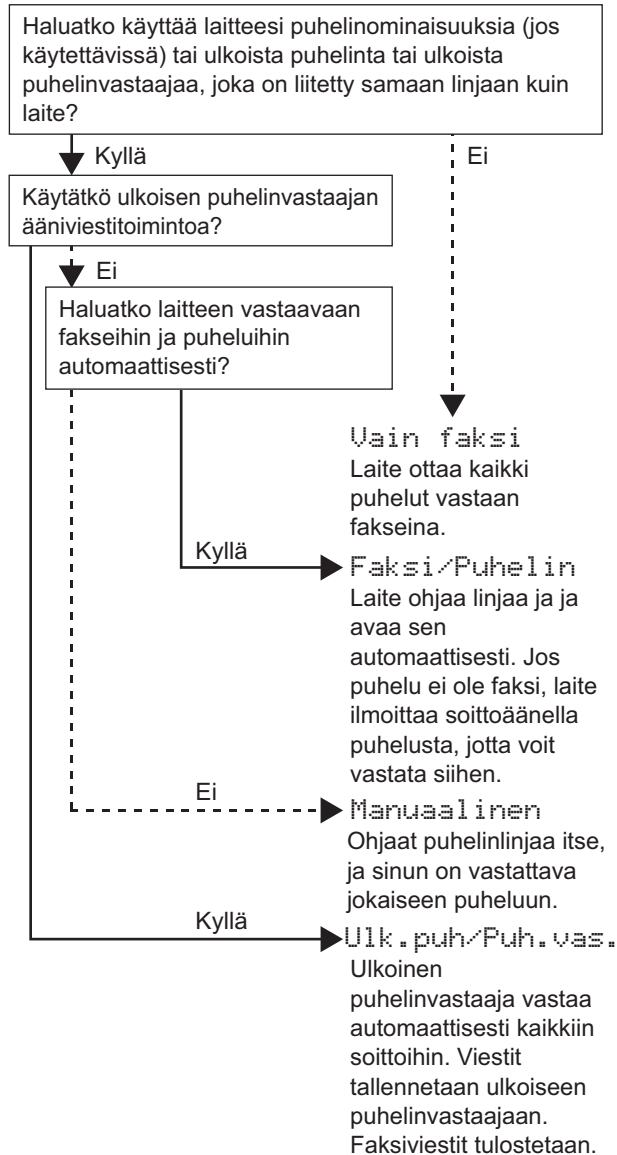 Haluatko käyttää laitteesi puhelinominaisuuksia (jos
käytettävissä) tai ulkoista puhelinta tai ulkoista
puhelinvastaajaa, joka on liitetty samaan linjaan kuin
laite?
Kyllä
Ei
Käytätkö ulkoisen puhelinvastaajan
ääniviestitoimintoa?
Ei
Haluatko laitteen vastaavaan
fakseihin ja puheluihin
automaattisesti?
Vain faksi
Laite ottaa kaikki
puhelut vastaan
fakseina.
Kyllä
Faksi/Puhelin
Laite ohjaa linjaa ja ja
avaa sen
automaattisesti. Jos
puhelu ei ole faksi, laite
ilmoittaa soittoäänella
puhelusta, jotta voit
vastata siihen.
Ei
Manuaalinen
Ohjaat puhelinlinjaa itse,
ja sinun on vastattava
jokaiseen puheluun.
Kyllä
Ulk.puh/Puh.vas.
Ulkoinen
puhelinvastaaja vastaa
automaattisesti kaikkiin
soittoihin. Viestit
tallennetaan ulkoiseen
puhelinvastaajaan.
Faksiviestit tulostetaan.